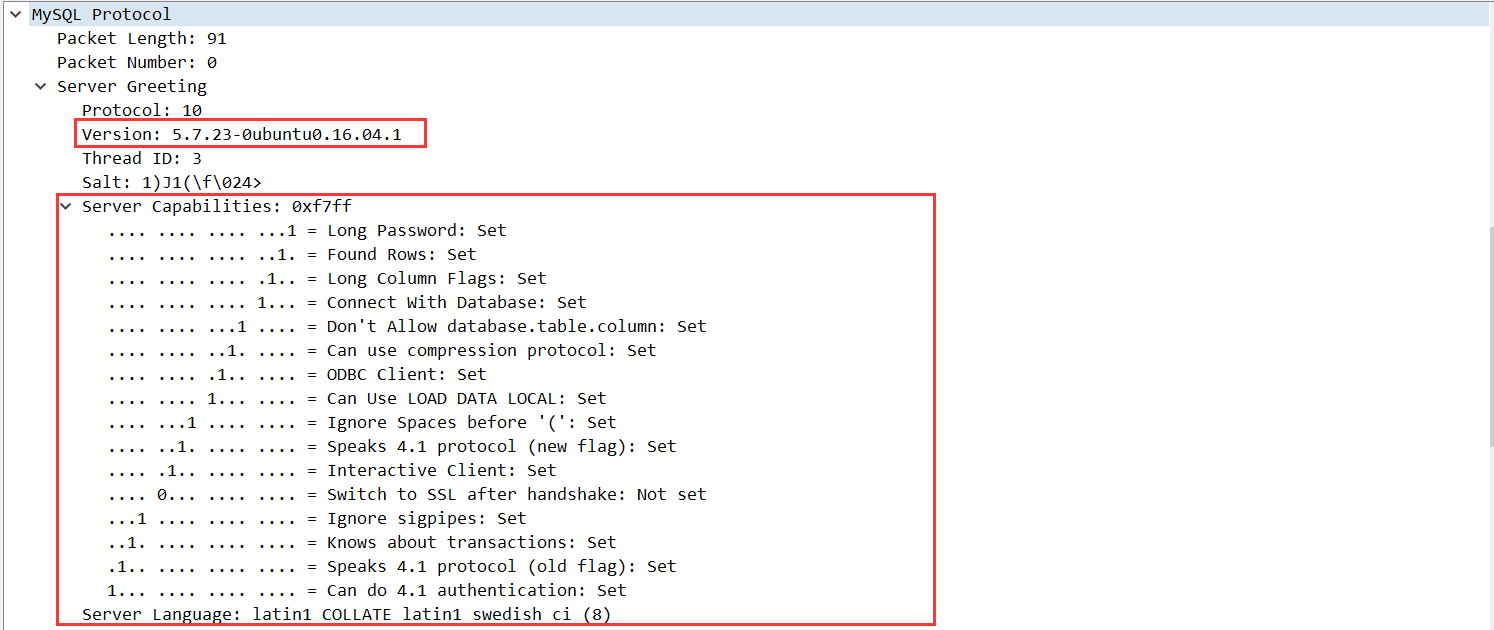 MySQL Protocol
Packet Length: 91
Packet Number: 0
Server Greeting
Protocol: 10
Version: 5.7.23-0ubuntu0.16.04.1
Thread ID: 3
Salt: 1)J1(\f\024>
Server Capabilities: 0xf7ff
.... .... .... ...1 = Long Password: Set
.... .... .... ..1. = Found Rows: Set
.... .... .... .1.. = Long Column Flags: Set
.... .... .... 1... = Connect With Database: Set
.... .... ...1 .... = Don't Allow database.table.column: Set
.... .... ..1. .... = Can use compression protocol: Set
.... .... .1.. .... = ODBC Client: Set
.... .... 1... .... = Can Use LOAD DATA LOCAL: Set
.... ...1 .... .... = Ignore Spaces before '(': Set
.... ..1. .... .... = Speaks 4.1 protocol (new flag): Set
.... .1.. .... .... = Interactive Client: Set
.... 0... .... .... = Switch to SSL after handshake: Not set
...1 .... .... .... = Ignore sigpipes: Set
..1. .... .... .... = Knows about transactions: Set
.1.. .... .... .... = Speaks 4.1 protocol (old flag): Set
1... .... .... .... = Can do 4.1 authentication: Set
Server Language: latin1 COLLATE latin1_swedish_ci (8)